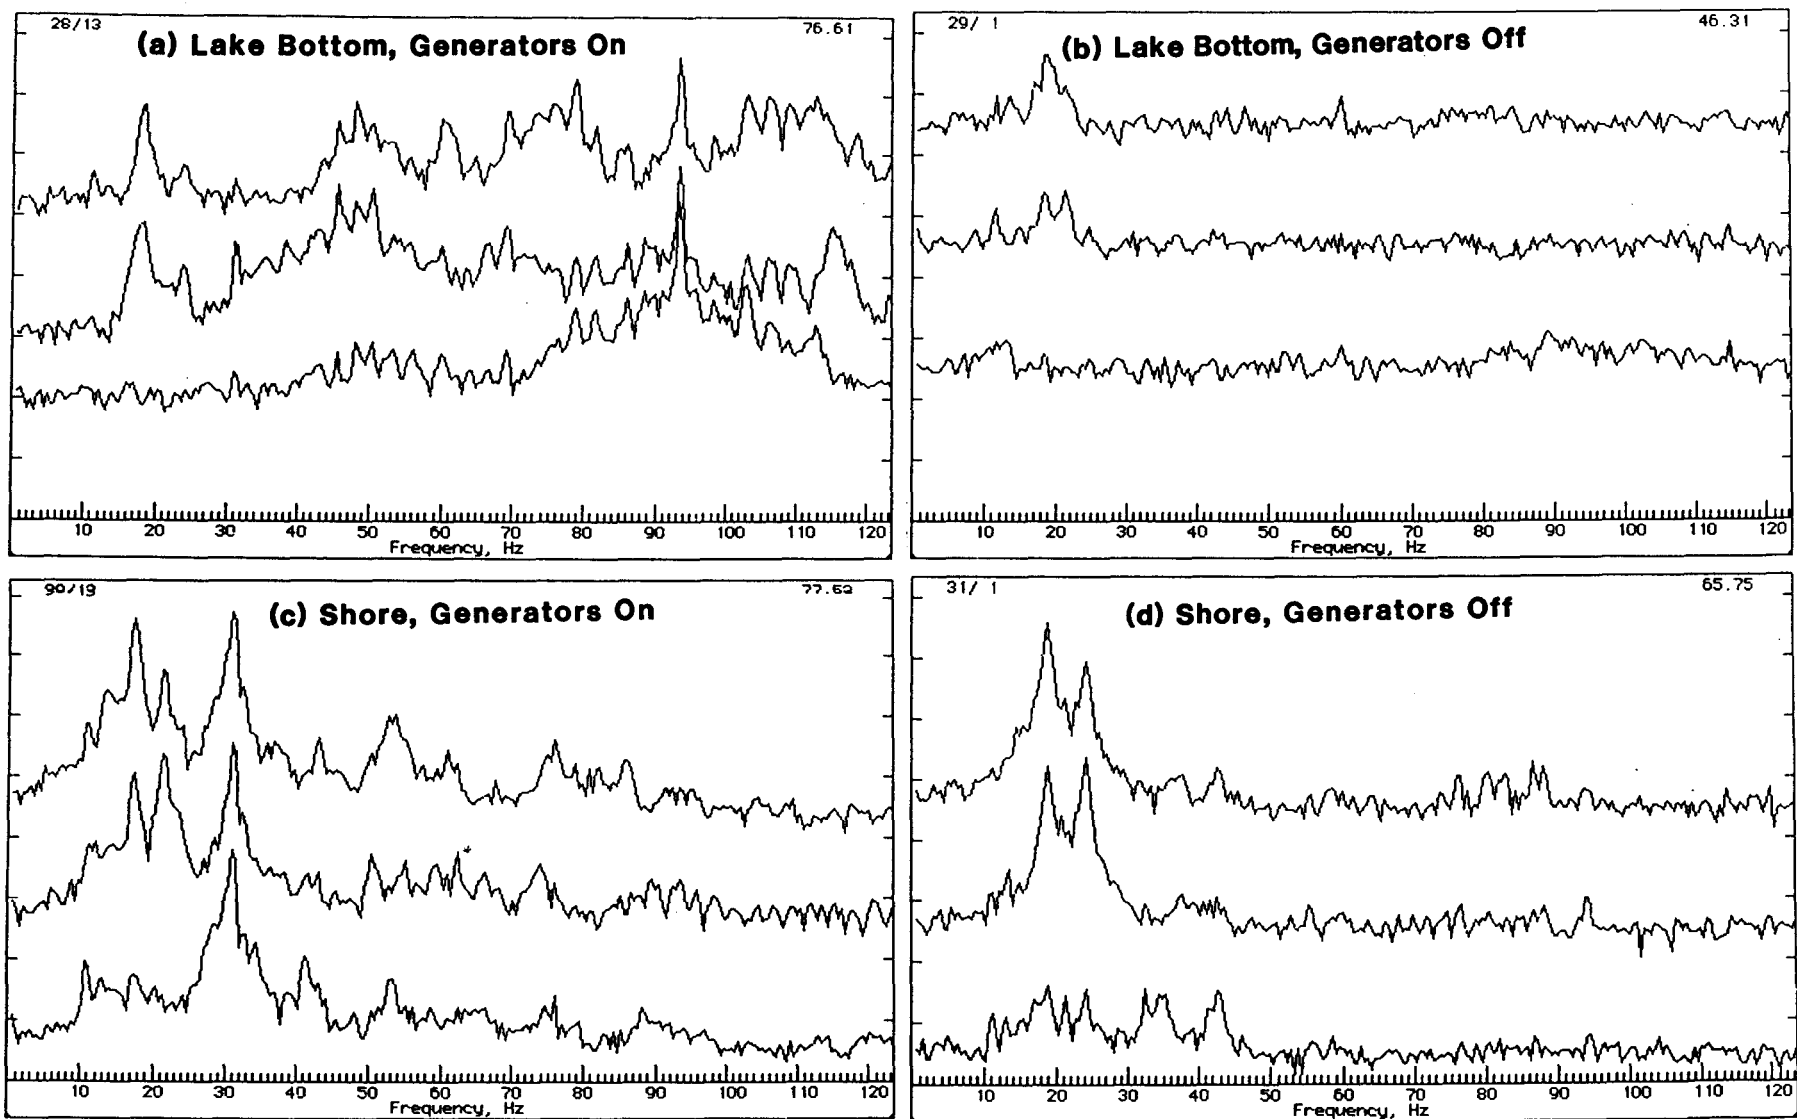 28/13 76.61
(a) Lake Bottom, Generators On
10 20 30 40 50 60 70 80 90 100 110 120
Frequency, Hz
29/ 1 46.31
(b) Lake Bottom, Generators Off
10 20 30 40 50 60 70 80 90 100 110 120
Frequency, Hz
77.62
(c) Shore, Generators On
10 20 30 40 50 60 70 80 90 100 110 120
Frequency, Hz
31/ 1 65.75
(d) Shore, Generators Off
10 20 30 40 50 60 70 80 90 100 110 120
Frequency, Hz